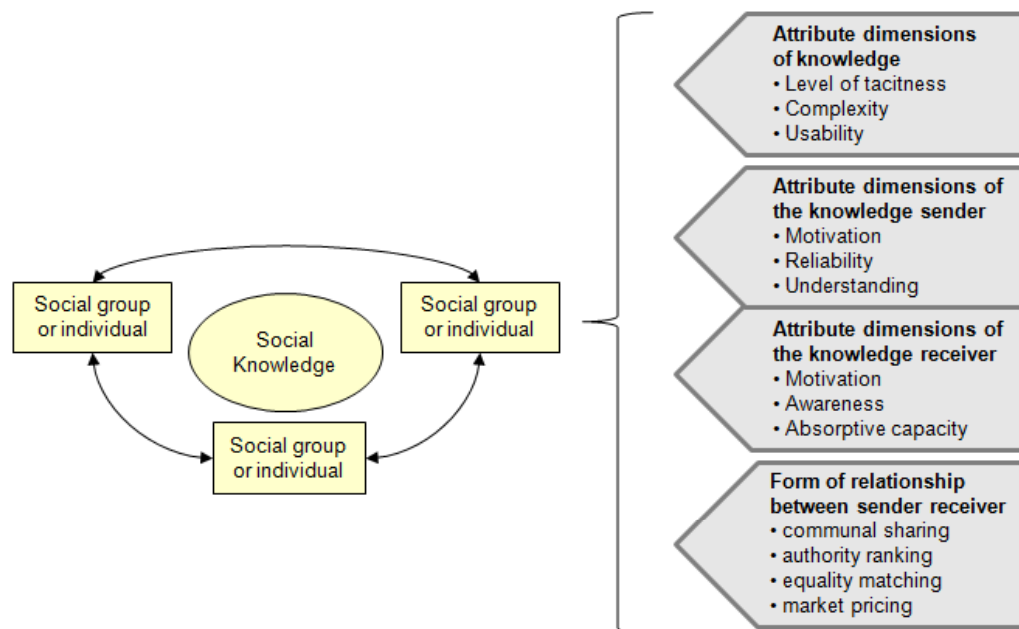 Social group
or individual
Social
Knowledge
Social group
or individual
Social group
or individual
Attribute dimensions
of knowledge
• Level of tacitness
• Complexity
• Usability
Attribute dimensions of
the knowledge sender
• Motivation
• Reliability
• Understanding
Attribute dimensions of
the knowledge receiver
• Motivation
• Awareness
• Absorptive capacity
Form of relationship
between sender receiver
• communal sharing
• authority ranking
• equality matching
• market pricing